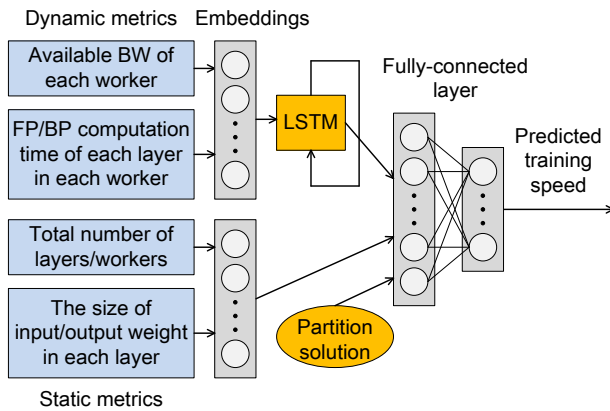 Dynamic metrics
Embeddings
Available BW of
each worker
FP/BP computation
time of each layer
in each worker
LSTM
Fully-connected
layer
Predicted
training
speed
Total number of
layers/workers
The size of
input/output weight
in each layer
Partition
solution
Static metrics